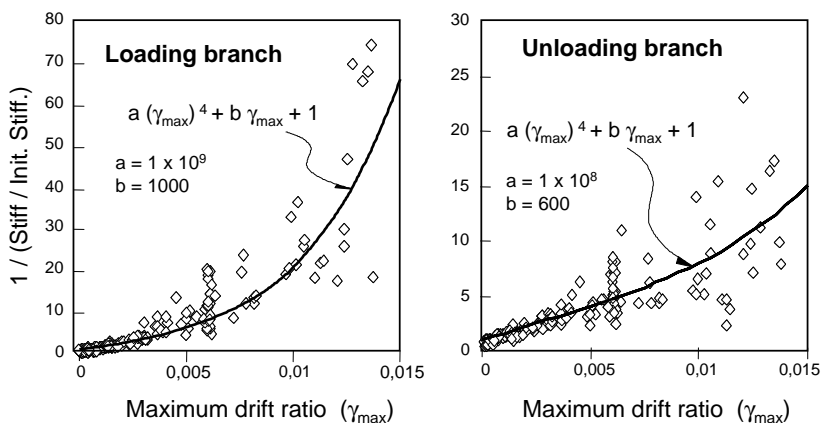 1 / (Stiff / Init. Stiff.)
80
70
60
50
40
30
20
10
0
Loading branch
a (γmax) 4 + b γmax + 1
a = 1 x 10⁹
b = 1000
0
0,005
0,01
0,015
Maximum drift ratio (γmax)
30
25
20
15
10
5
0
Unloading branch
a (γmax) 4 + b γmax + 1
a = 1 x 10⁸
b = 600
0
0,005
0,01
0,015
Maximum drift ratio (γmax)